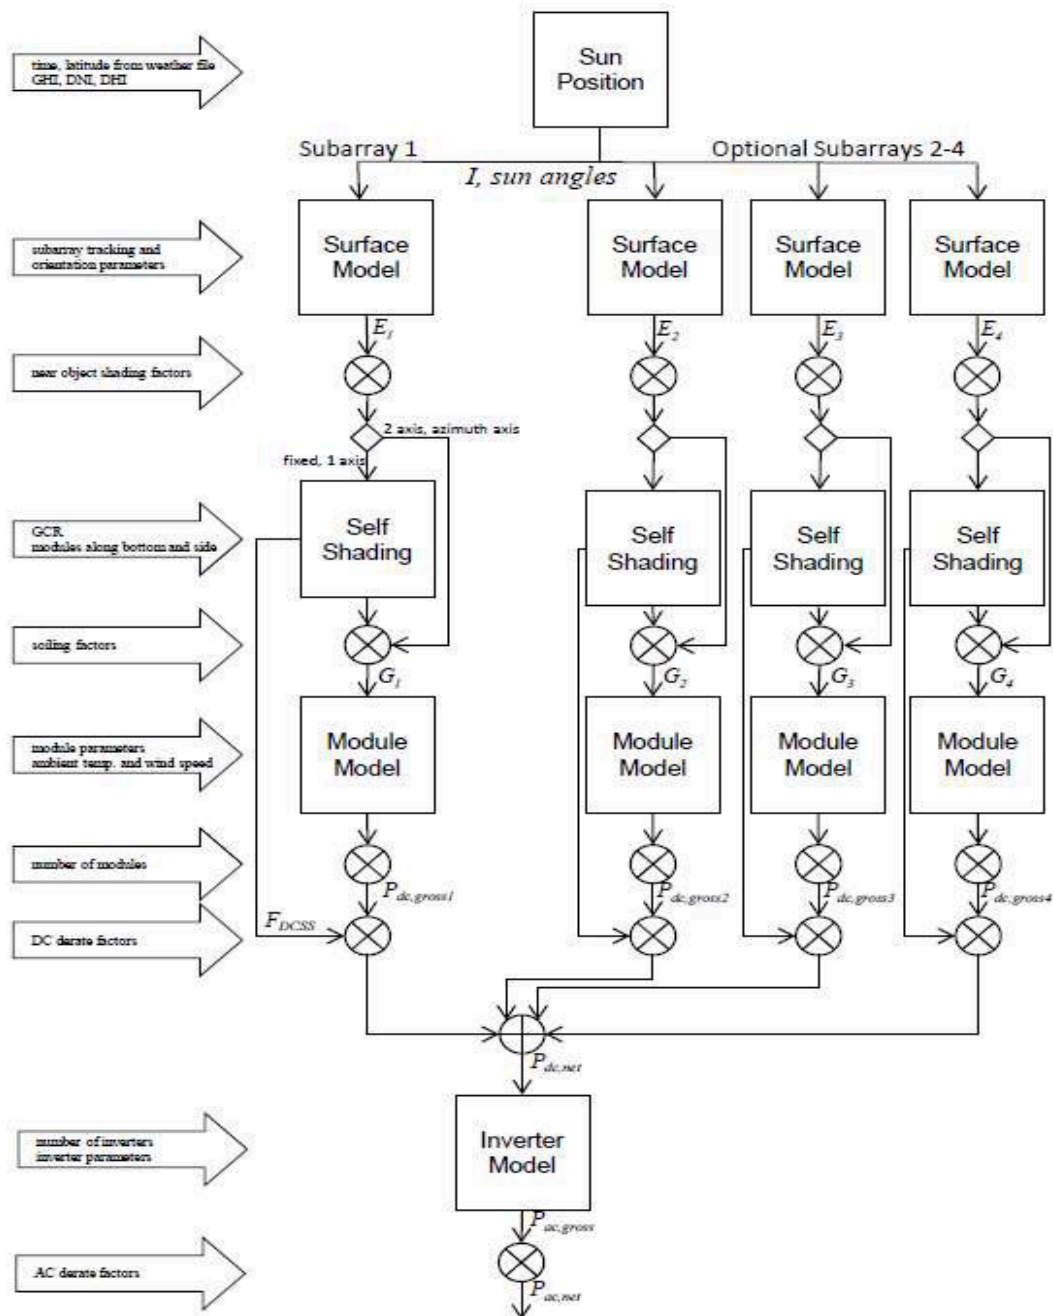 time, latitude from weather file
GHI, DNI, DHI
Sun
Position
Subarray 1
Optional Subarrays 2-4
I, sun angles
subarray tracking and
orientation parameters
Surface
Model
Surface
Model
Surface
Model
Surface
Model
E1
E2
E3
E4
near object shading factors
2 axis, azimuth axis
fixed, 1 axis
GCR
modules along bottom and side
Self
Shading
Self
Shading
Self
Shading
Self
Shading
soiling factors
G1
G2
G3
G4
module parameters
ambient temp. and wind speed
Module
Model
Module
Model
Module
Model
Module
Model
number of modules
Pdc,gross1
Pdc,gross2
Pdc,gross3
Pdc,gross4
DC derate factors
FDCSS
Pdc,net
number of inverters
inverter parameters
Inverter
Model
Pac,gross
AC derate factors
Pac,net